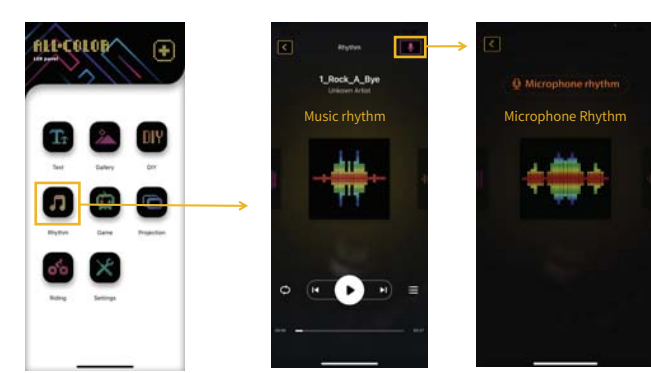 ALL·COLOR
LED panel
Tт
DIY
Text
Gallery
DIY
Rhythm
Game
Projection
Riding
Settings
Rhythm
1_Rock_A_Bye
Unkown Artist
Music rhythm
Microphone rhythm
Microphone Rhythm